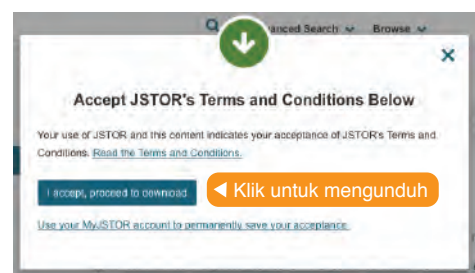 Advanced Search Browse
Accept JSTOR's Terms and Conditions Below
Your use of JSTOR and this content indicates your acceptance of JSTOR's Terms and
Conditions. Read the Terms and Conditions.
I accept, proceed to download
Klik untuk mengunduh
Use your MyJSTOR account to permanently save your acceptance.